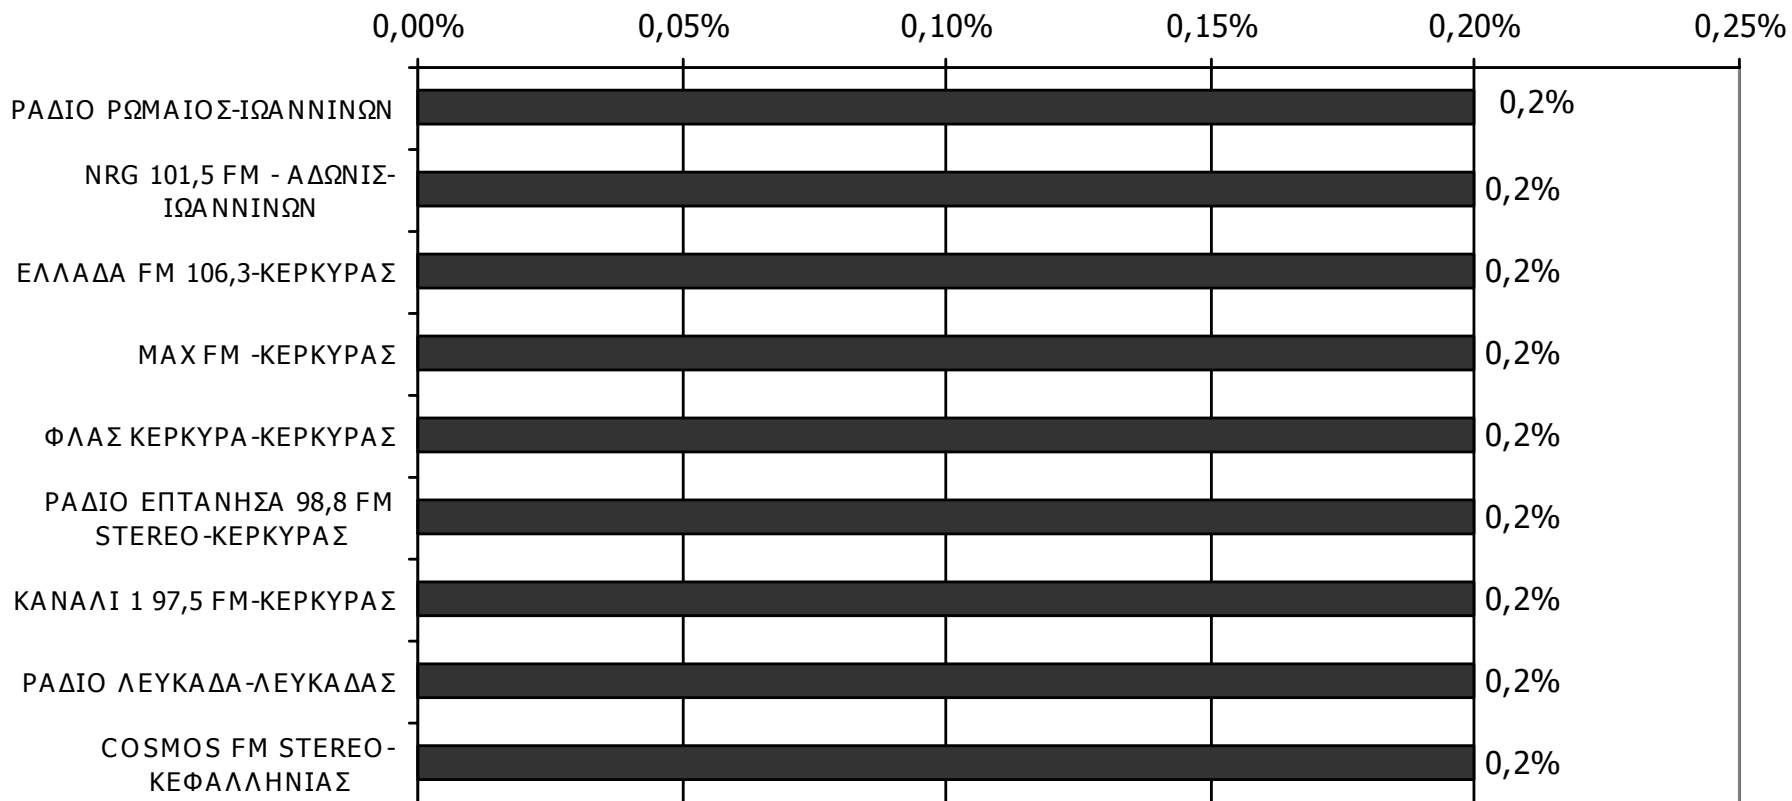 0,00% 0,05% 0,10% 0,15% 0,20% 0,25%
ΡΑΔΙΟ ΡΩΜΑΙΟΣ-ΙΩΑΝΝΙΝΩΝ 0,2%
NRG 101,5 FM - ΑΔΩΝΙΣ-
ΙΩΑΝΝΙΝΩΝ 0,2%
ΕΛΛΑΔΑ FM 106,3-ΚΕΡΚΥΡΑΣ 0,2%
MAX FM -ΚΕΡΚΥΡΑΣ 0,2%
ΦΛΑΣ ΚΕΡΚΥΡΑ-ΚΕΡΚΥΡΑΣ 0,2%
ΡΑΔΙΟ ΕΠΤΑΝΗΣΑ 98,8 FM
STEREO-ΚΕΡΚΥΡΑΣ 0,2%
ΚΑΝΑΛΙ 1 97,5 FM-ΚΕΡΚΥΡΑΣ 0,2%
ΡΑΔΙΟ ΛΕΥΚΑΔΑ-ΛΕΥΚΑΔΑΣ 0,2%
COSMOS FM STEREO-
ΚΕΦΑΛΛΗΝΙΑΣ 0,2%